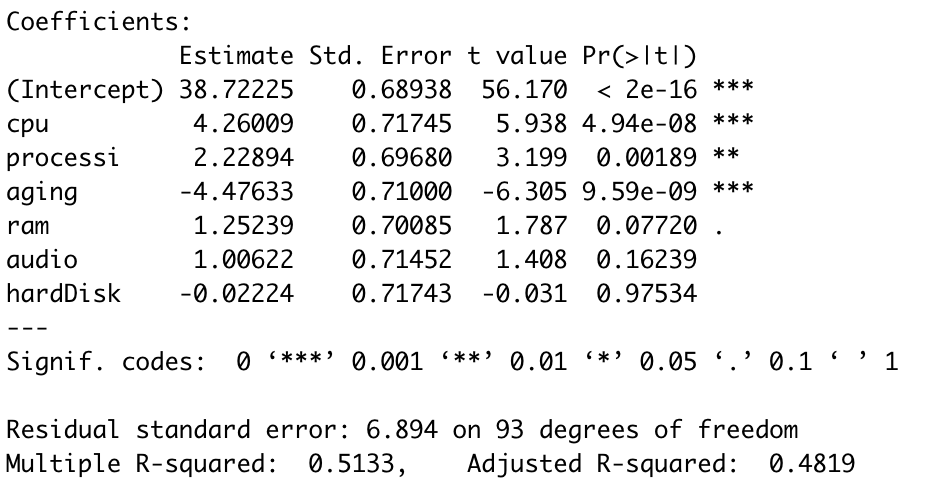 Coefficients:
            Estimate Std. Error t value Pr(>|t|)
(Intercept) 38.72225    0.68938  56.170  < 2e-16 ***
cpu          4.26009    0.71745   5.938 4.94e-08 ***
processi     2.22894    0.69680   3.199  0.00189 **
aging       -4.47633    0.71000  -6.305 9.59e-09 ***
ram          1.25239    0.70085   1.787  0.07720 .
audio        1.00622    0.71452   1.408  0.16239
hardDisk    -0.02224    0.71743  -0.031  0.97534
---
Signif. codes:  0 ‘***’ 0.001 ‘**’ 0.01 ‘*’ 0.05 ‘.’ 0.1 ‘ ’ 1
Residual standard error: 6.894 on 93 degrees of freedom
Multiple R-squared:  0.5133,    Adjusted R-squared:  0.4819